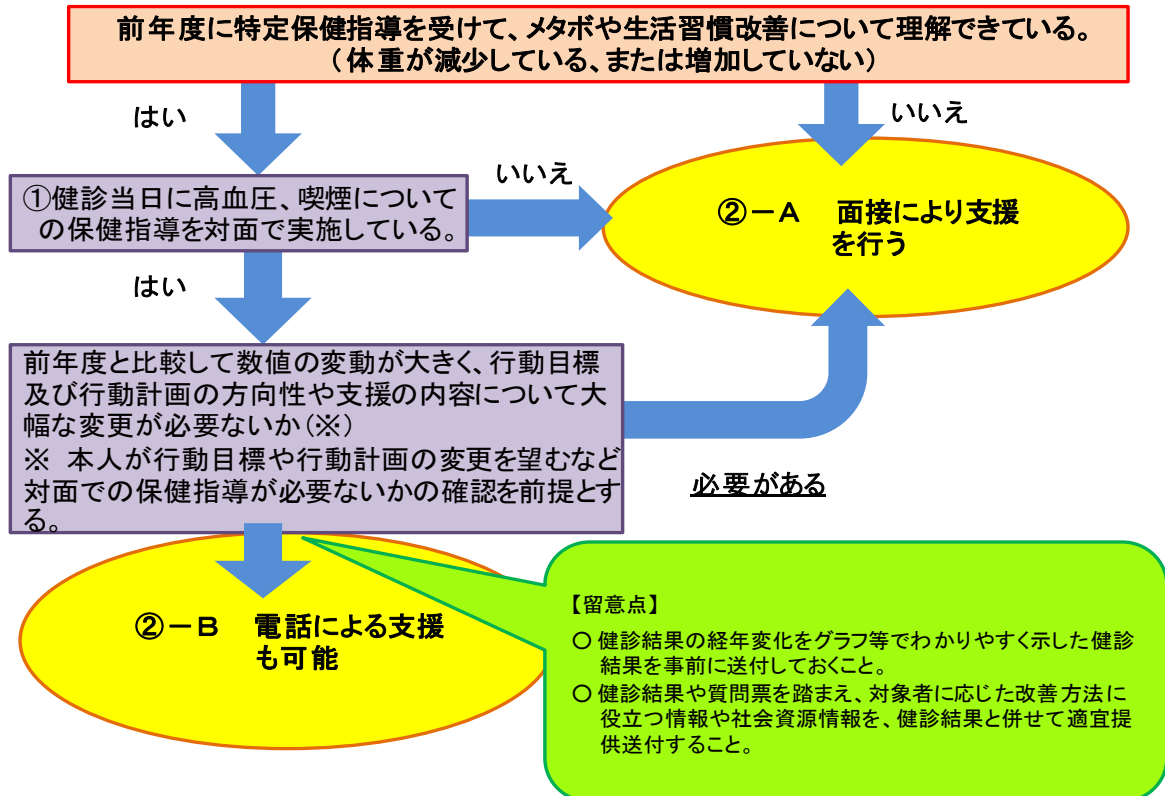 前年度に特定保健指導を受けて、メタボや生活習慣改善について理解できている。
（体重が減少している、または増加していない）
はい
いいえ
①健診当日に高血圧、喫煙について
の保健指導を対面で実施している。
いいえ
②－A　面接により支援
を行う
はい
前年度と比較して数値の変動が大きく、行動目標
及び行動計画の方向性や支援の内容について大
幅な変更が必要ないか（※）
※　本人が行動目標や行動計画の変更を望むなど
対面での保健指導が必要ないかの確認を前提とす
る。
必要がある
②－B　電話による支援
も可能
【留意点】
○ 健診結果の経年変化をグラフ等でわかりやすく示した健診
結果を事前に送付しておくこと。
○ 健診結果や質問票を踏まえ、対象者に応じた改善方法に
役立つ情報や社会資源情報を、健診結果と併せて適宜提
供送付すること。